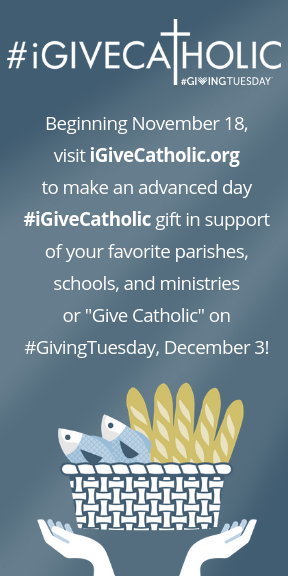 #iGIVECATHOLIC
#GIVINGTUESDAY
Beginning November 18,
visit iGiveCatholic.org
to make an advanced day
#iGiveCatholic gift in support
of your favorite parishes,
schools, and ministries
or "Give Catholic" on
#GivingTuesday, December 3!